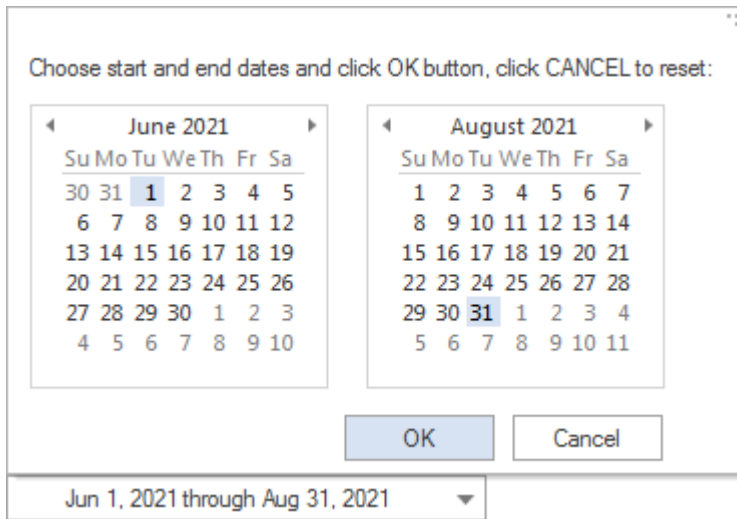 Choose start and end dates and click OK button, click CANCEL to reset:
June 2021
Su Mo Tu We Th Fr Sa
30 31 1 2 3 4 5
6 7 8 9 10 11 12
13 14 15 16 17 18 19
20 21 22 23 24 25 26
27 28 29 30 1 2 3
4 5 6 7 8 9 10
August 2021
Su Mo Tu We Th Fr Sa
1 2 3 4 5 6 7
8 9 10 11 12 13 14
15 16 17 18 19 20 21
22 23 24 25 26 27 28
29 30 31 1 2 3 4
5 6 7 8 9 10 11
OK Cancel
Jun 1, 2021 through Aug 31, 2021